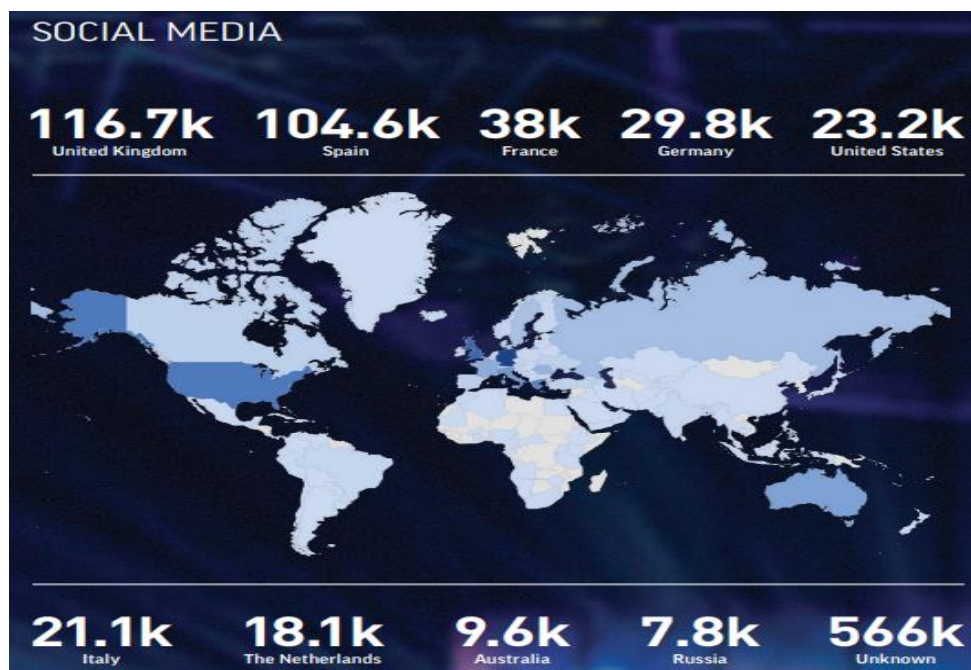 SOCIAL MEDIA
116.7k 104.6k 38k 29.8k 23.2k
United Kingdom Spain France Germany United States
21.1k 18.1k 9.6k 7.8k 566k
Italy The Netherlands Australia Russia Unknown